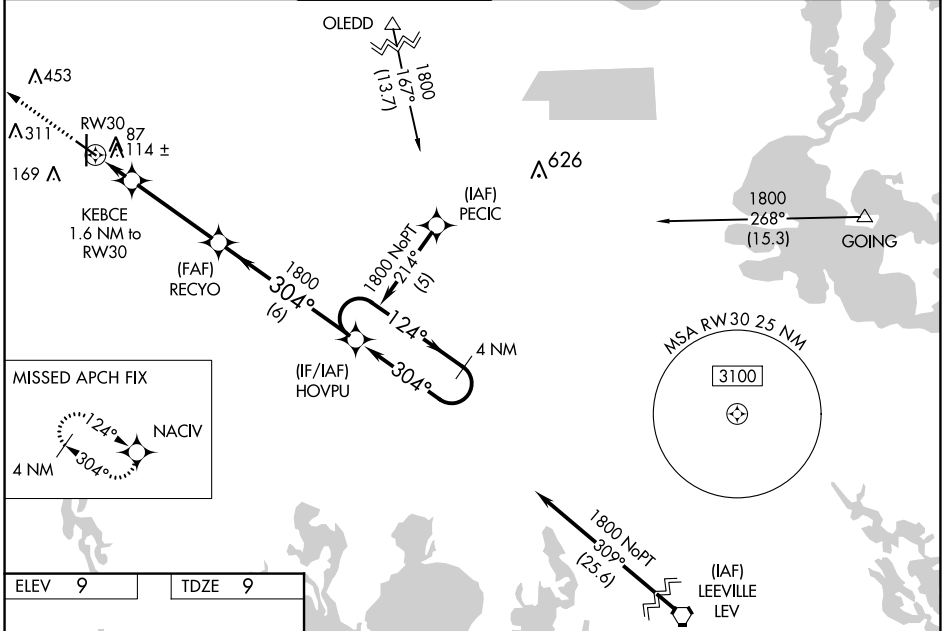 OLEDD
1800
167°
(13.7)
453
311
RW30
87
114 ±
169
626
KEBCE
1.6 NM to
RW30
(IAF)
PECIC
1800 NoPT
214°
(5)
1800
268°
(15.3)
GOING
(FAF)
RECYO
1800
304°
(6)
124°
304°
4 NM
(IF/IAF)
HOVPU
MSA RW30 25 NM
3100
MISSED APCH FIX
124°
304°
4 NM
NACIV
1800 NoPT
309°
(25.6)
(IAF)
LEEVILLE
LEV
ELEV 9
TDZE 9